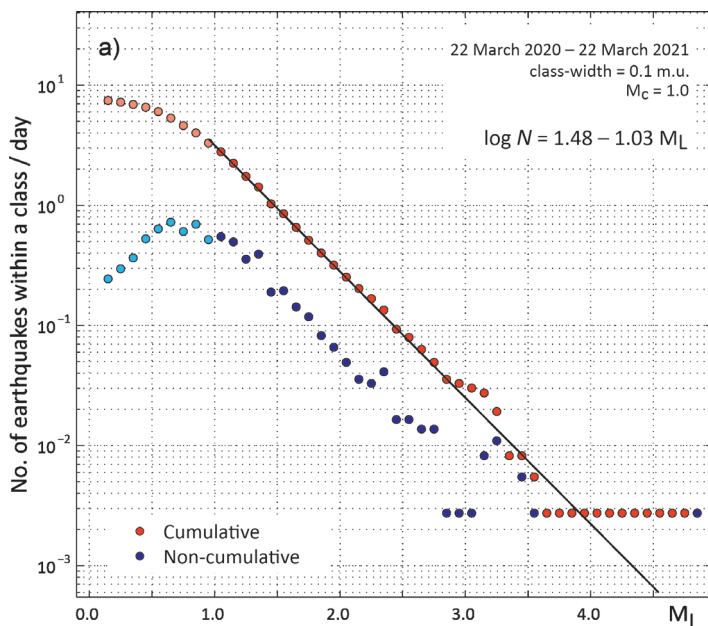 a)
22 March 2020 – 22 March 2021
class-width = 0.1 m.u.
Mc = 1.0
log N = 1.48 – 1.03 ML
No. of earthquakes within a class / day
10¹
10⁰
10⁻¹
10⁻²
10⁻³
Cumulative
Non-cumulative
0.0 1.0 2.0 3.0 4.0 ML